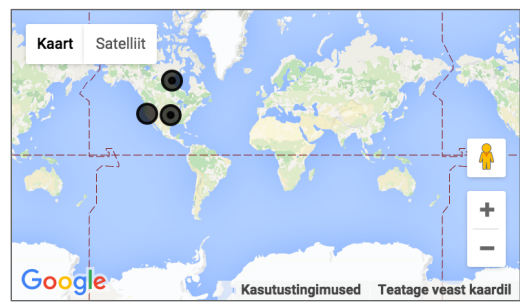 Kaart Satelliit
+
−
Google
Kasutustingimused Teatage veast kaardil